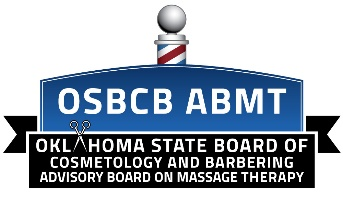 OSBCB ABMT
OKLAHOMA STATE BOARD OF
COSMETOLOGY AND BARBERING
ADVISORY BOARD ON MASSAGE THERAPY